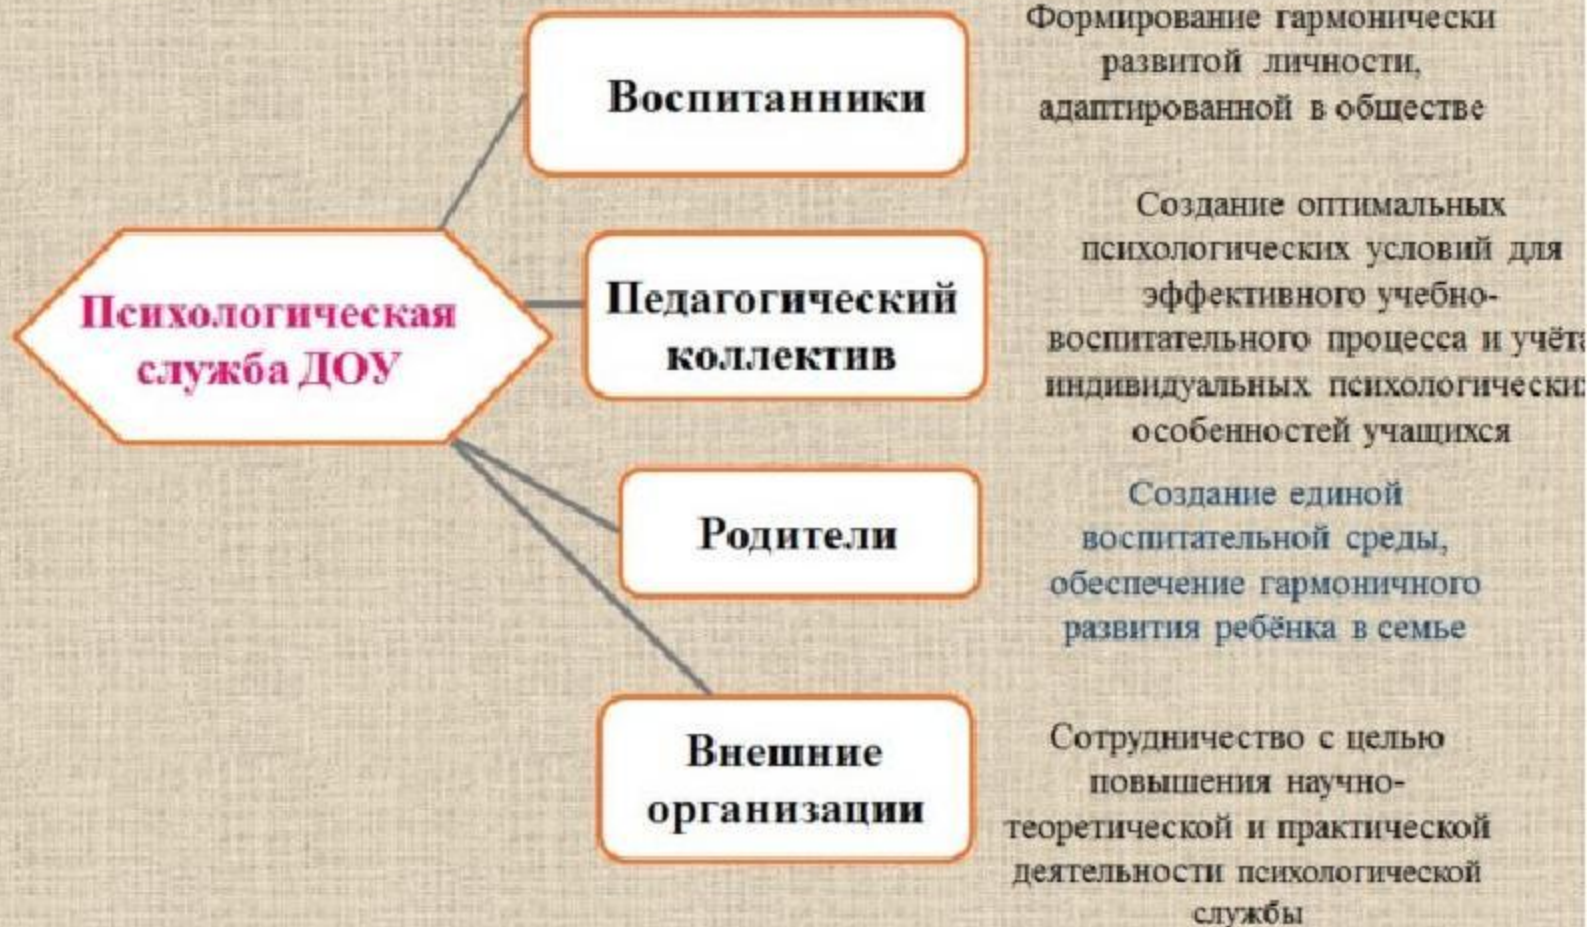 Воспитанники
Формирование гармонически
развитой личности,
адаптированной в обществе
Психологическая
служба ДОУ
Педагогический
коллектив
Создание оптимальных
психологических условий для
эффективного учебно-
воспитательного процесса и учёта
индивидуальных психологически
особенностей учащихся
Родители
Создание единой
воспитательной среды,
обеспечение гармоничного
развития ребёнка в семье
Внешние
организации
Сотрудничество с целью
повышения научно-
теоретической и практической
деятельности психологической
службы